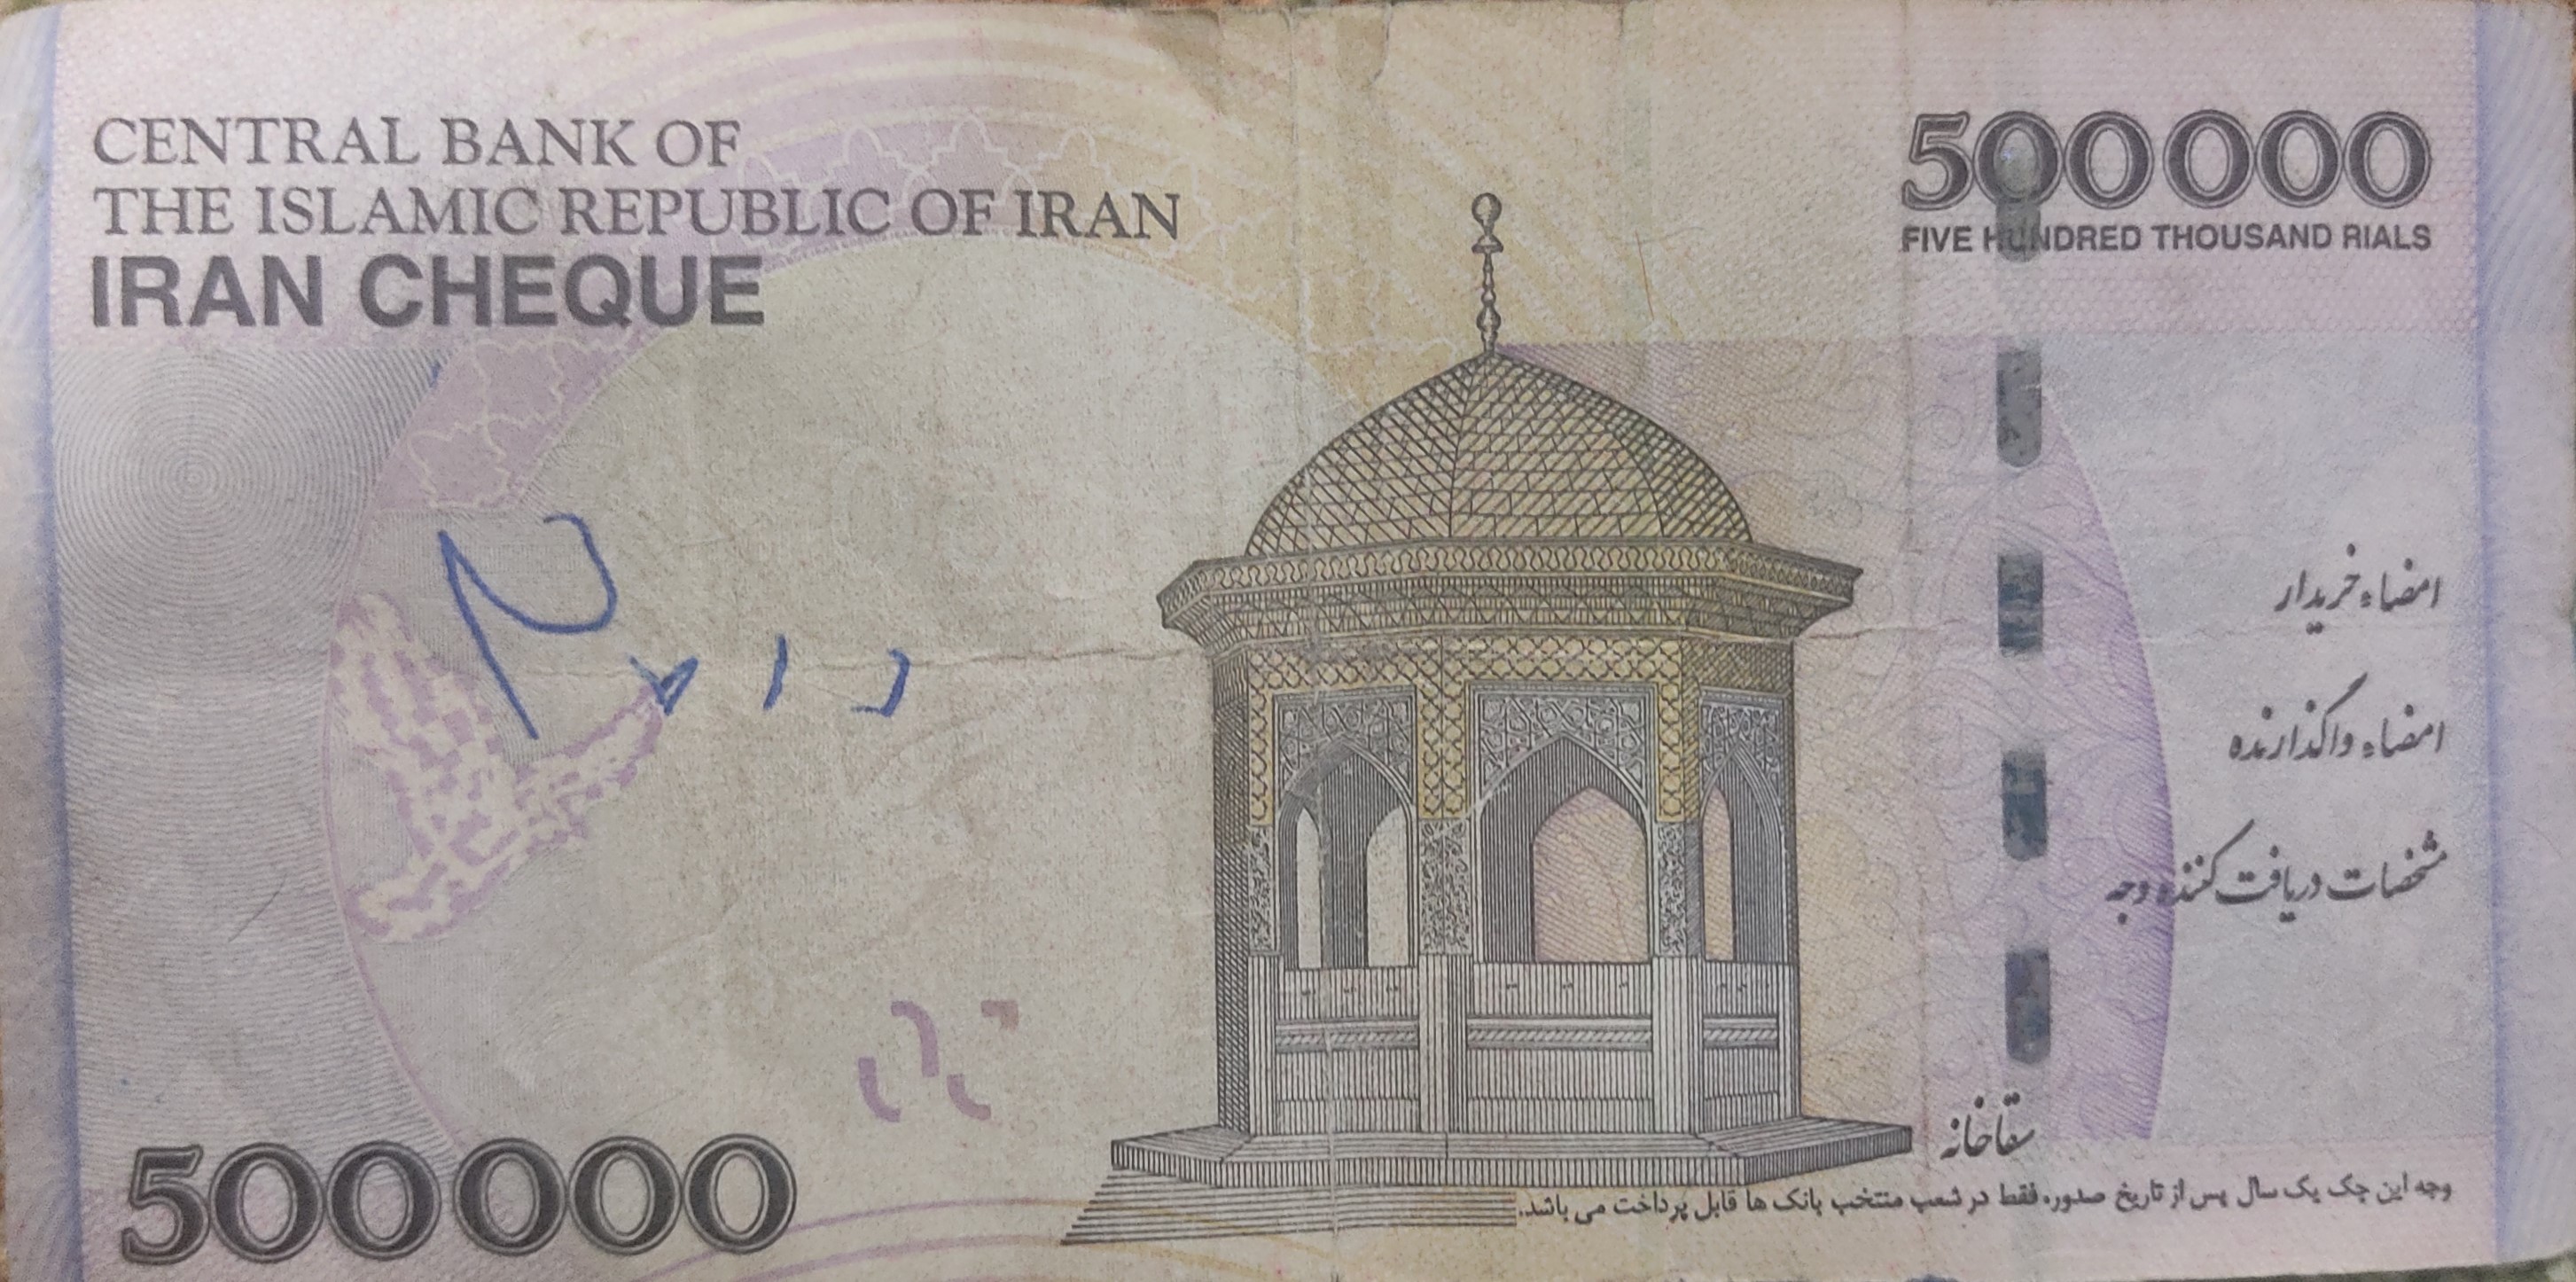 CENTRAL BANK OF
THE ISLAMIC REPUBLIC OF IRAN
IRAN CHEQUE
500000
FIVE HUNDRED THOUSAND RIALS
امضاء خریدار
امضاء واگذارنده
مشخصات دریافت کننده وجه
سقاخانه
وجه این چک یک سال پس از تاریخ صدوره فقط در شعب منتخب بانک ها قابل پرداخت می باشد.
500000